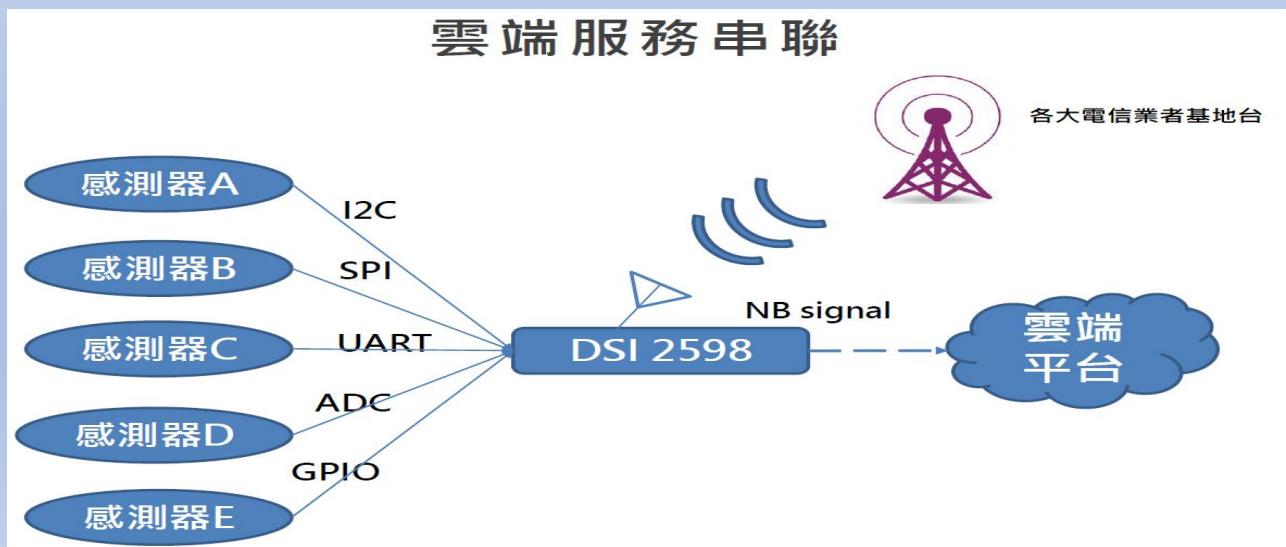 雲端服務串聯
各大電信業者基地台
感測器A
I2C
感測器B
SPI
感測器C
UART
感測器D
ADC
感測器E
GPIO
DSI 2598
NB signal
雲端
平台